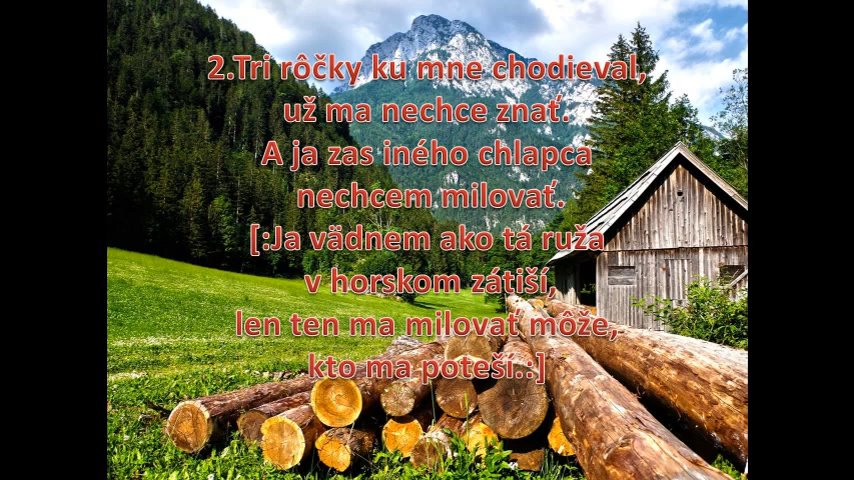 2.Tri rôčky ku mne chodieval,
už ma nechce znať.
A ja zas iného chlapca
nechcem milovať.
[:Ja vädnem ako tá ruža
v horskom zátiší,
len ten ma milovať môže,
kto ma poteší.:]